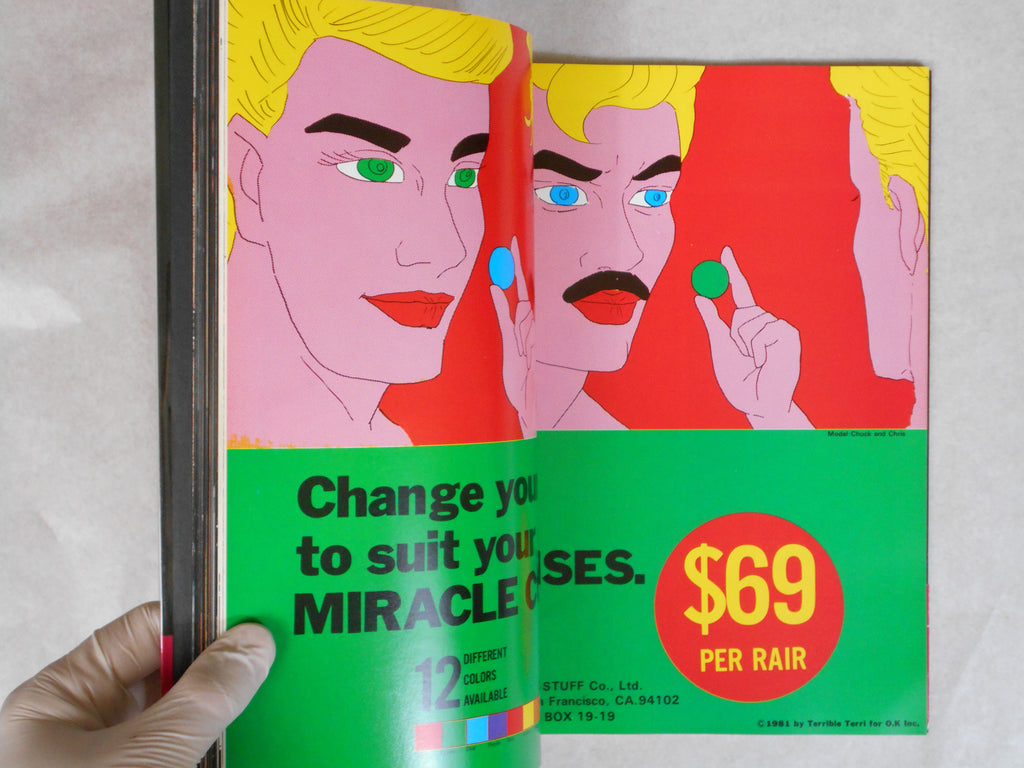 Model:Chuck and Chris
Change you
to suit your
MIRACLE C
SES.
$69
PER RAIR
12
DIFFERENT
COLORS
AVAILABLE
STUFF Co., Ltd.
Francisco, CA.94102
BOX 19-19
©1981 by Terrible Terri for O.K Inc.